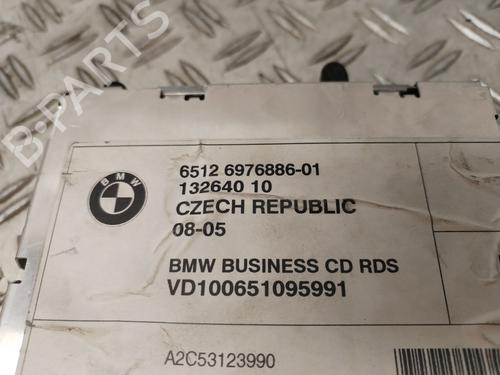 B-PARTS
BMW
6512 6976886-01
132640 10
CZECH REPUBLIC
08-05
BMW BUSINESS CD RDS
VD100651095991
A2C53123990